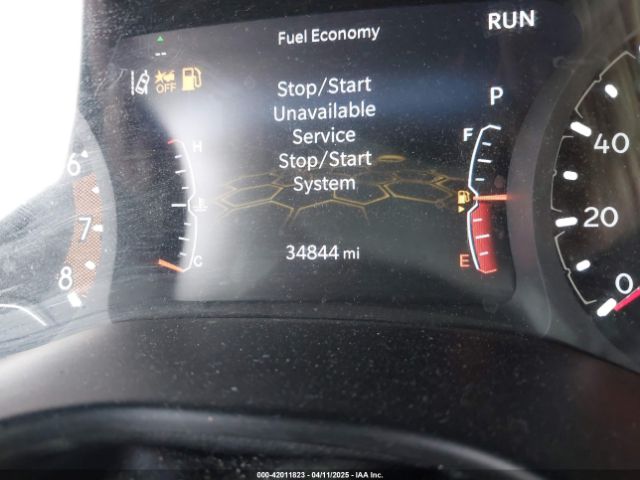 Fuel Economy
RUN
--
OFF
Stop/Start
Unavailable
Service
Stop/Start
System
P
H
C
F
E
34844 mi
6
7
8
40
20
0
000-42011823 - 04/11/2025 - IAA Inc.